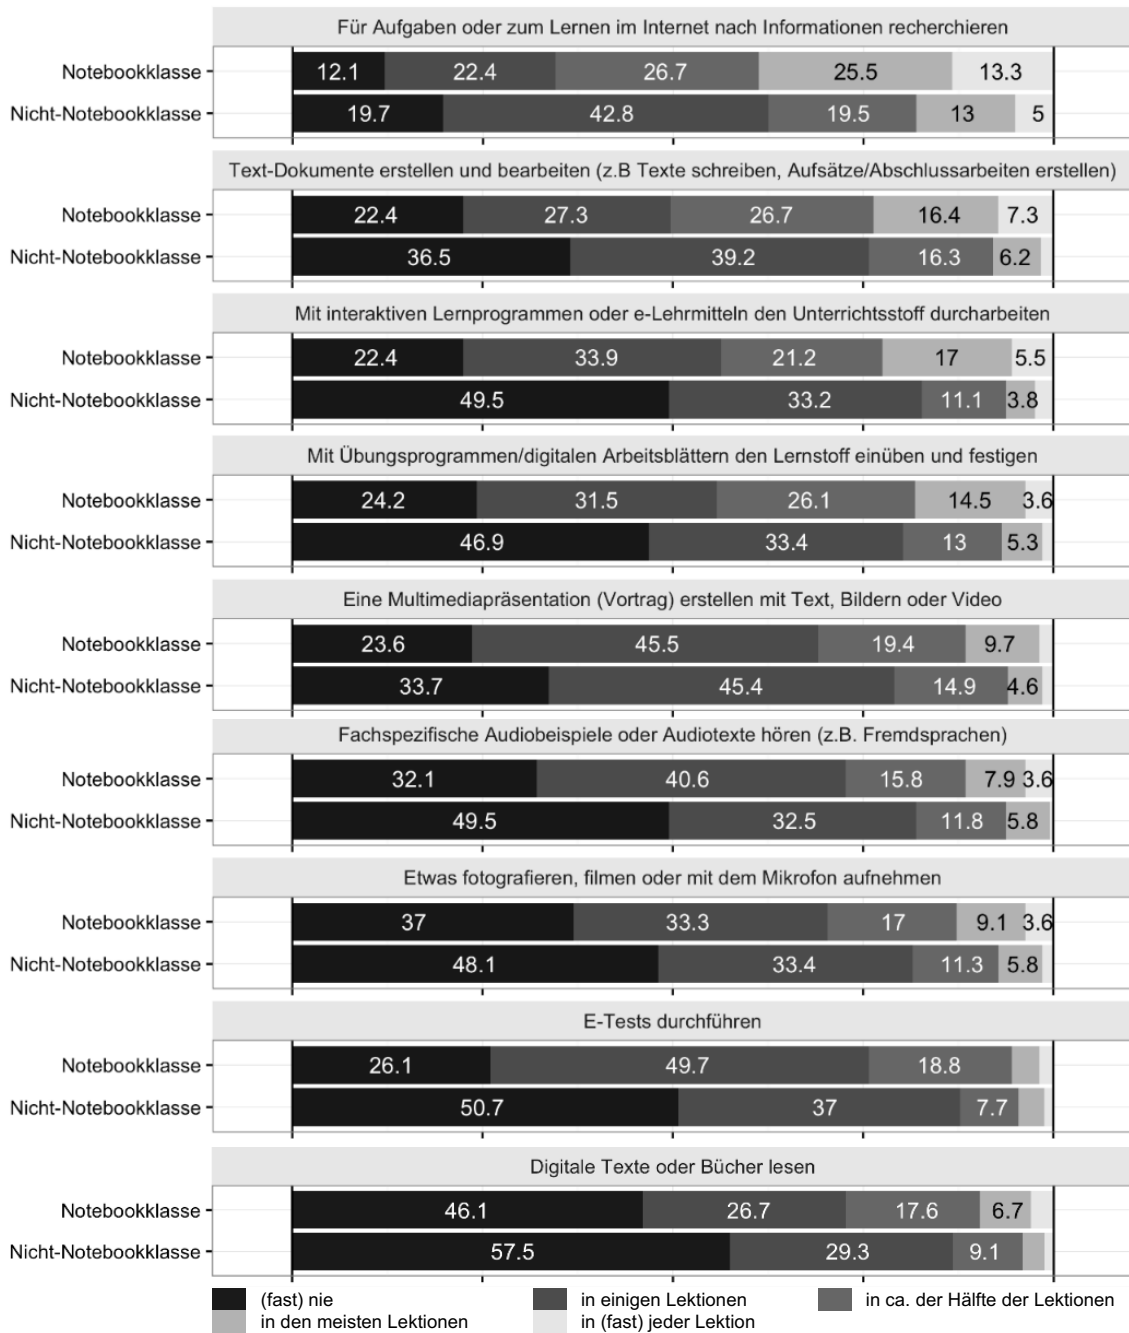 Für Aufgaben oder zum Lernen im Internet nach Informationen recherchieren
Notebookklasse 12.1 22.4 26.7 25.5 13.3
Nicht-Notebookklasse 19.7 42.8 19.5 13 5
Text-Dokumente erstellen und bearbeiten (z.B Texte schreiben, Aufsätze/Abschlussarbeiten erstellen)
Notebookklasse 22.4 27.3 26.7 16.4 7.3
Nicht-Notebookklasse 36.5 39.2 16.3 6.2
Mit interaktiven Lernprogrammen oder e-Lehrmitteln den Unterrichtsstoff durcharbeiten
Notebookklasse 22.4 33.9 21.2 17 5.5
Nicht-Notebookklasse 49.5 33.2 11.1 3.8
Mit Übungsprogrammen/digitalen Arbeitsblättern den Lernstoff einüben und festigen
Notebookklasse 24.2 31.5 26.1 14.5 3.6
Nicht-Notebookklasse 46.9 33.4 13 5.3
Eine Multimediapräsentation (Vortrag) erstellen mit Text, Bildern oder Video
Notebookklasse 23.6 45.5 19.4 9.7
Nicht-Notebookklasse 33.7 45.4 14.9 4.6
Fachspezifische Audiobeispiele oder Audiotexte hören (z.B. Fremdsprachen)
Notebookklasse 32.1 40.6 15.8 7.9 3.6
Nicht-Notebookklasse 49.5 32.5 11.8 5.8
Etwas fotografieren, filmen oder mit dem Mikrofon aufnehmen
Notebookklasse 37 33.3 17 9.1 3.6
Nicht-Notebookklasse 48.1 33.4 11.3 5.8
E-Tests durchführen
Notebookklasse 26.1 49.7 18.8
Nicht-Notebookklasse 50.7 37 7.7
Digitale Texte oder Bücher lesen
Notebookklasse 46.1 26.7 17.6 6.7
Nicht-Notebookklasse 57.5 29.3 9.1
(fast) nie in einigen Lektionen in ca. der Hälfte der Lektionen
in den meisten Lektionen in (fast) jeder Lektion